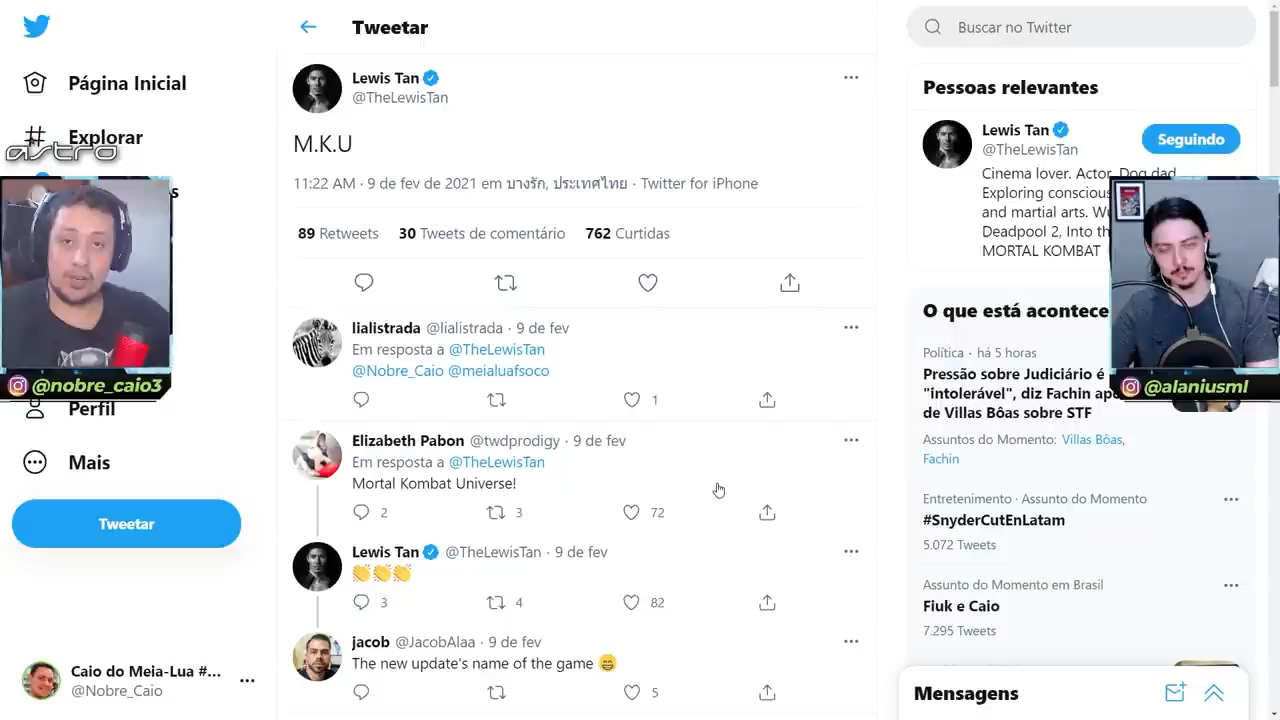 Página Inicial
Explorar
astro
s
@nobre_caio3
Perfil
Mais
Tweetar
Caio do Meia-Lua #...
@Nobre_Caio
Tweetar
Lewis Tan
@TheLewisTan
M.K.U
11:22 AM · 9 de fev de 2021 em บางรัก, ประเทศไทย · Twitter for iPhone
89 Retweets 30 Tweets de comentário 762 Curtidas
lialistrada @lialistrada · 9 de fev
Em resposta a @TheLewisTan
@Nobre_Caio @meialuafsoco
1
Elizabeth Pabon @twdprodigy · 9 de fev
Em resposta a @TheLewisTan
Mortal Kombat Universe!
2 3 72
Lewis Tan @TheLewisTan · 9 de fev
👏👏👏
3 4 82
jacob @JacobAlaa · 9 de fev
The new update's name of the game 😁
5
Buscar no Twitter
Pessoas relevantes
Lewis Tan
@TheLewisTan
Seguindo
Cinema lover. Actor. Dog dad.
Exploring conscious
and martial arts. Wu
Deadpool 2, Into th
MORTAL KOMBAT
@alaniusml
O que está acontece
Política · há 5 horas
Pressão sobre Judiciário é
"intolerável", diz Fachin apó
de Villas Bôas sobre STF
Assuntos do Momento: Villas Bôas,
Fachin
Entretenimento · Assunto do Momento
#SnyderCutEnLatam
5.072 Tweets
Assunto do Momento em Brasil
Fiuk e Caio
7.295 Tweets
Mensagens